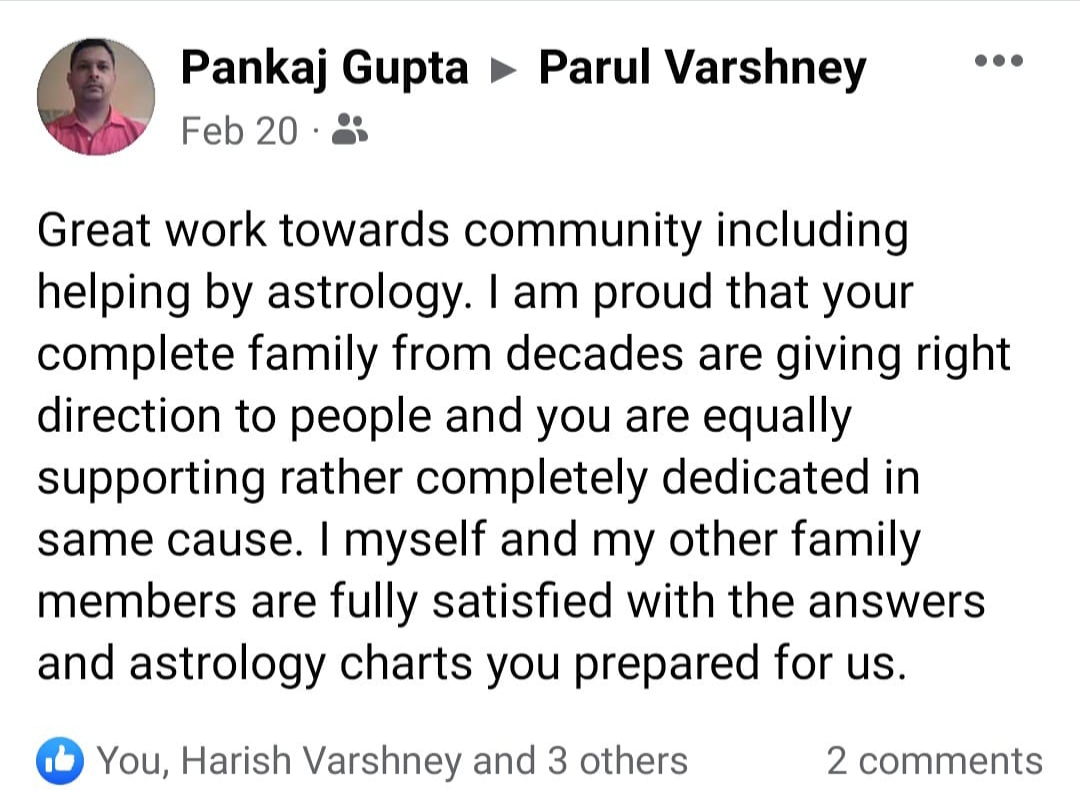 Pankaj Gupta ▸ Parul Varshney
Feb 20 ·
Great work towards community including
helping by astrology. I am proud that your
complete family from decades are giving right
direction to people and you are equally
supporting rather completely dedicated in
same cause. I myself and my other family
members are fully satisfied with the answers
and astrology charts you prepared for us.
You, Harish Varshney and 3 others 2 comments